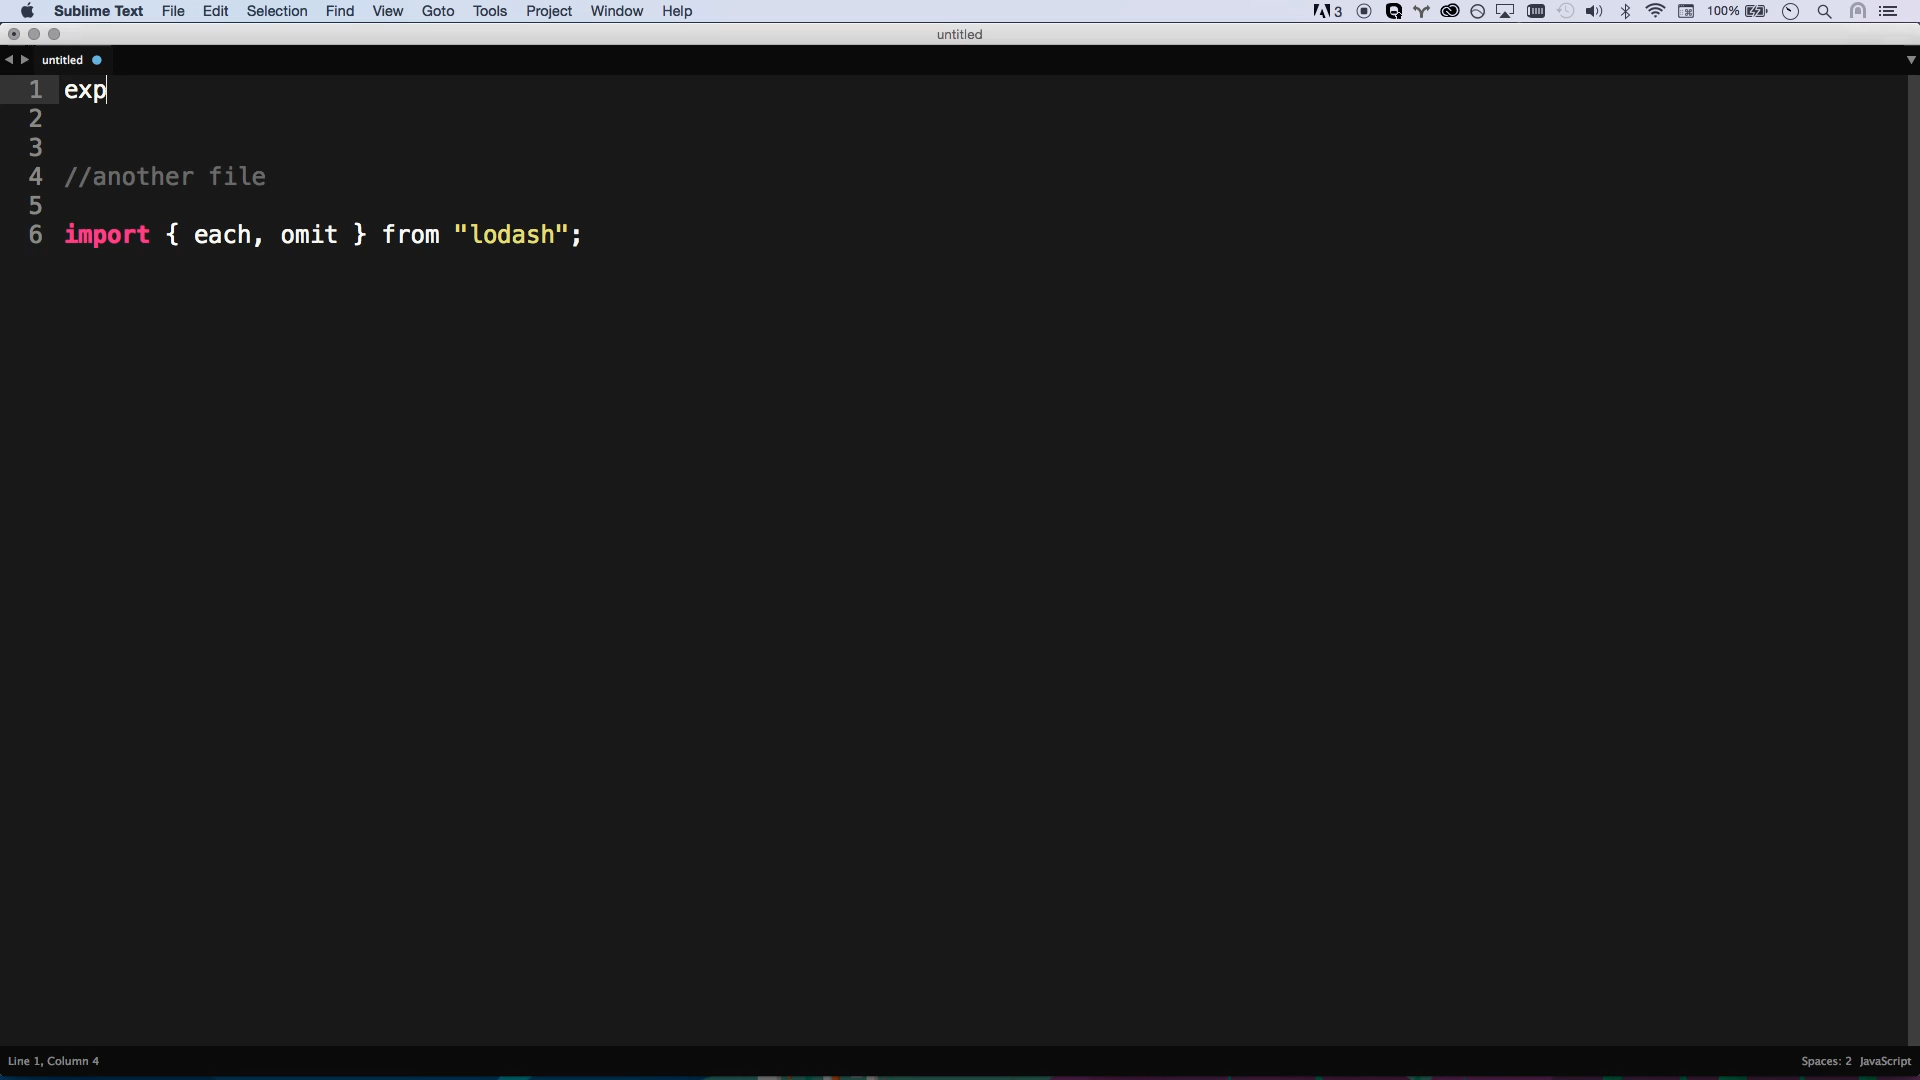 Sublime Text File Edit Selection Find View Goto Tools Project Window Help 3 100%
untitled
untitled
1 exp
2
3
4 //another file
5
6 import { each, omit } from "lodash";
Line 1, Column 4 Spaces: 2 JavaScript